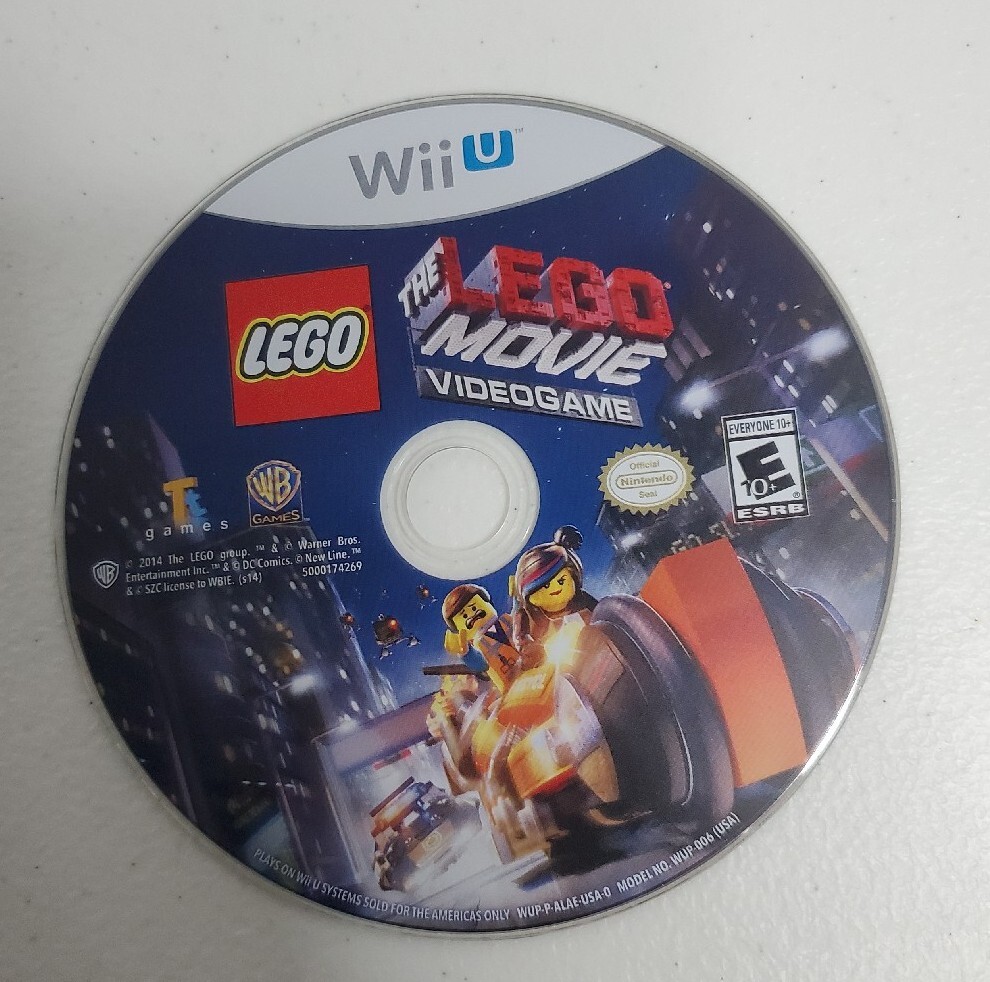 Wii U™
LEGO
THE LEGO®
MOVIE
VIDEOGAME
EVERYONE 10+
E
10+
®
ESRB
Official
Nintendo
Seal
Tt
games
WB
GAMES
WB
© 2014 The LEGO group. ™ & © Warner Bros.
Entertainment Inc. ™ & © DC Comics. © New Line. ™
& © SZC license to WBIE. (s14)
5000174269
PLAYS ON Wii U SYSTEMS SOLD FOR THE AMERICAS ONLY WUP-P-ALAE-USA-0 MODEL NO. WUP-006 (USA)